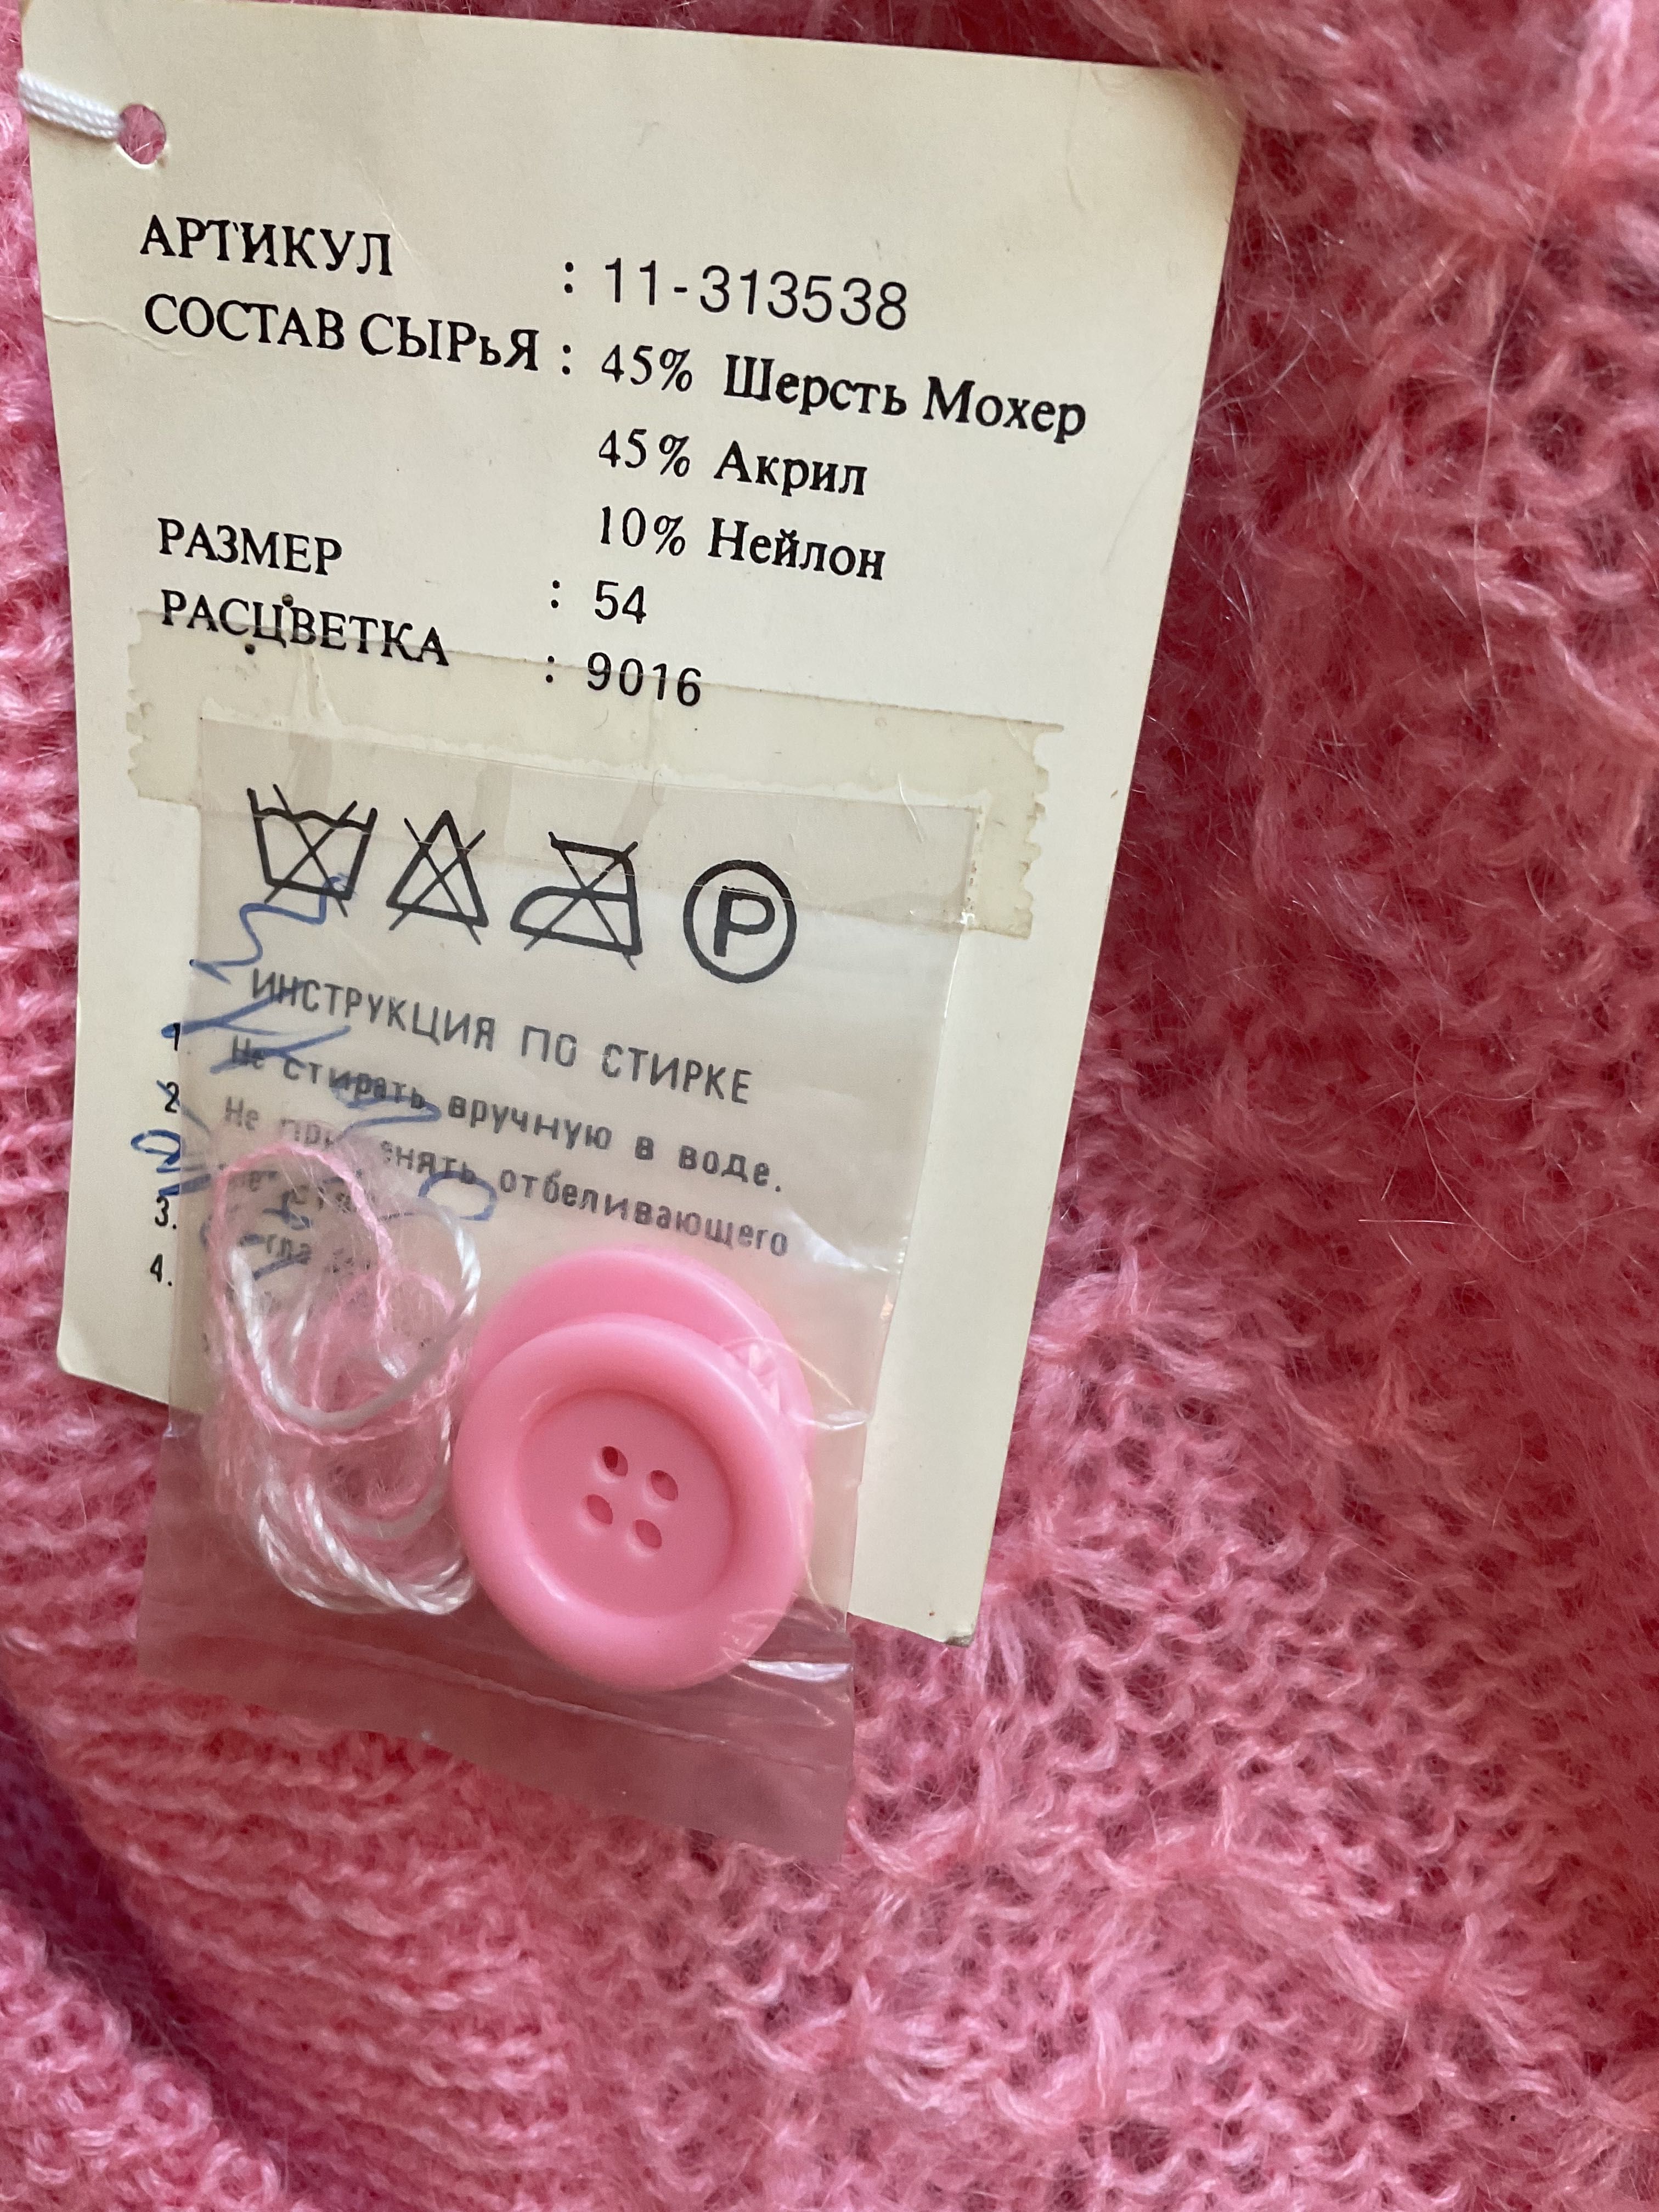 АРТИКУЛ : 11-313538
СОСТАВ СЫРЬЯ : 45% Шерсть Мохер
45% Акрил
10% Нейлон
РАЗМЕР : 54
РАСЦВЕТКА : 9016
P
ИНСТРУКЦИЯ ПО СТИРКЕ
1 Не стирать вручную в воде.
2 Не применять отбеливающего
3.
4.